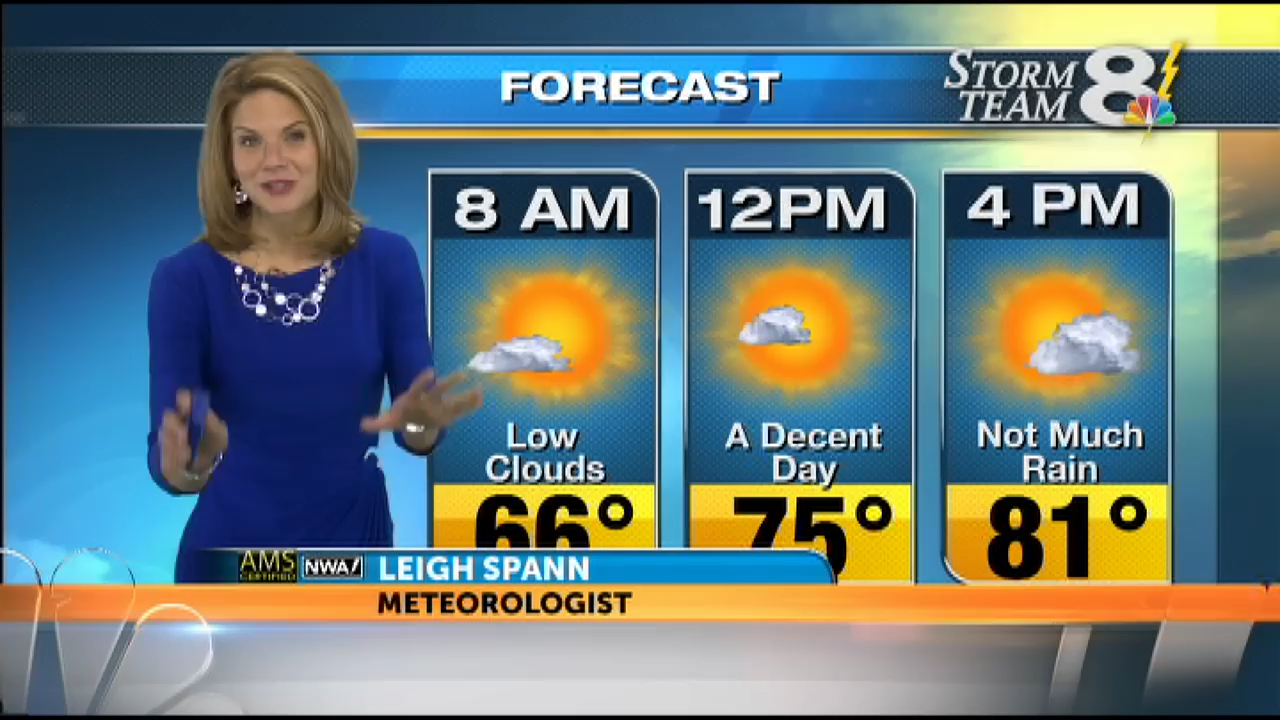 FORECAST
STORM
TEAM 8
8 AM
12PM
4 PM
Low
Clouds
A Decent
Day
Not Much
Rain
66°
75°
81°
AMS
CERTIFIED
NWA
LEIGH SPANN
METEOROLOGIST